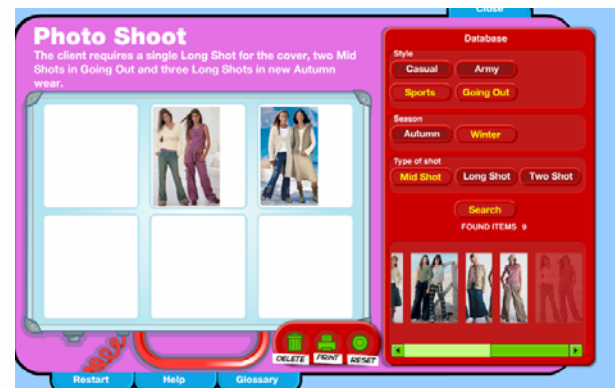 Close
Photo Shoot
The client requires a single Long Shot for the cover, two Mid
Shots in Going Out and three Long Shots in new Autumn
wear.
Database
Style
Casual Army
Sports Going Out
Season
Autumn Winter
Type of shot
Mid Shot Long Shot Two Shot
Search
FOUND ITEMS 9
DELETE PRINT RESET
Restart Help Glossary